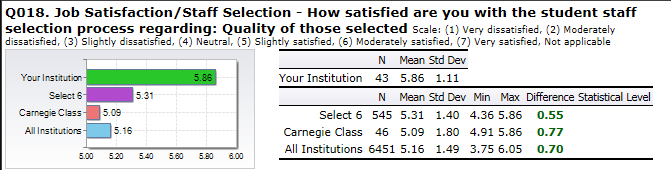 Q018. Job Satisfaction/Staff Selection - How satisfied are you with the student staff
selection process regarding: Quality of those selected Scale: (1) Very dissatisfied, (2) Moderately
dissatisfied, (3) Slightly dissatisfied, (4) Neutral, (5) Slightly satisfied, (6) Moderately satisfied, (7) Very satisfied, Not applicable
Your Institution 5.86
Select 6 5.31
Carnegie Class 5.09
All Institutions 5.16
5.00 5.20 5.40 5.60 5.80 6.00
N Mean Std Dev
Your Institution 43 5.86 1.11
N Mean Std Dev Min Max Difference Statistical Level
Select 6 545 5.31 1.40 4.36 5.86 0.55
Carnegie Class 46 5.09 1.80 4.91 5.86 0.77
All Institutions 6451 5.16 1.49 3.75 6.05 0.70